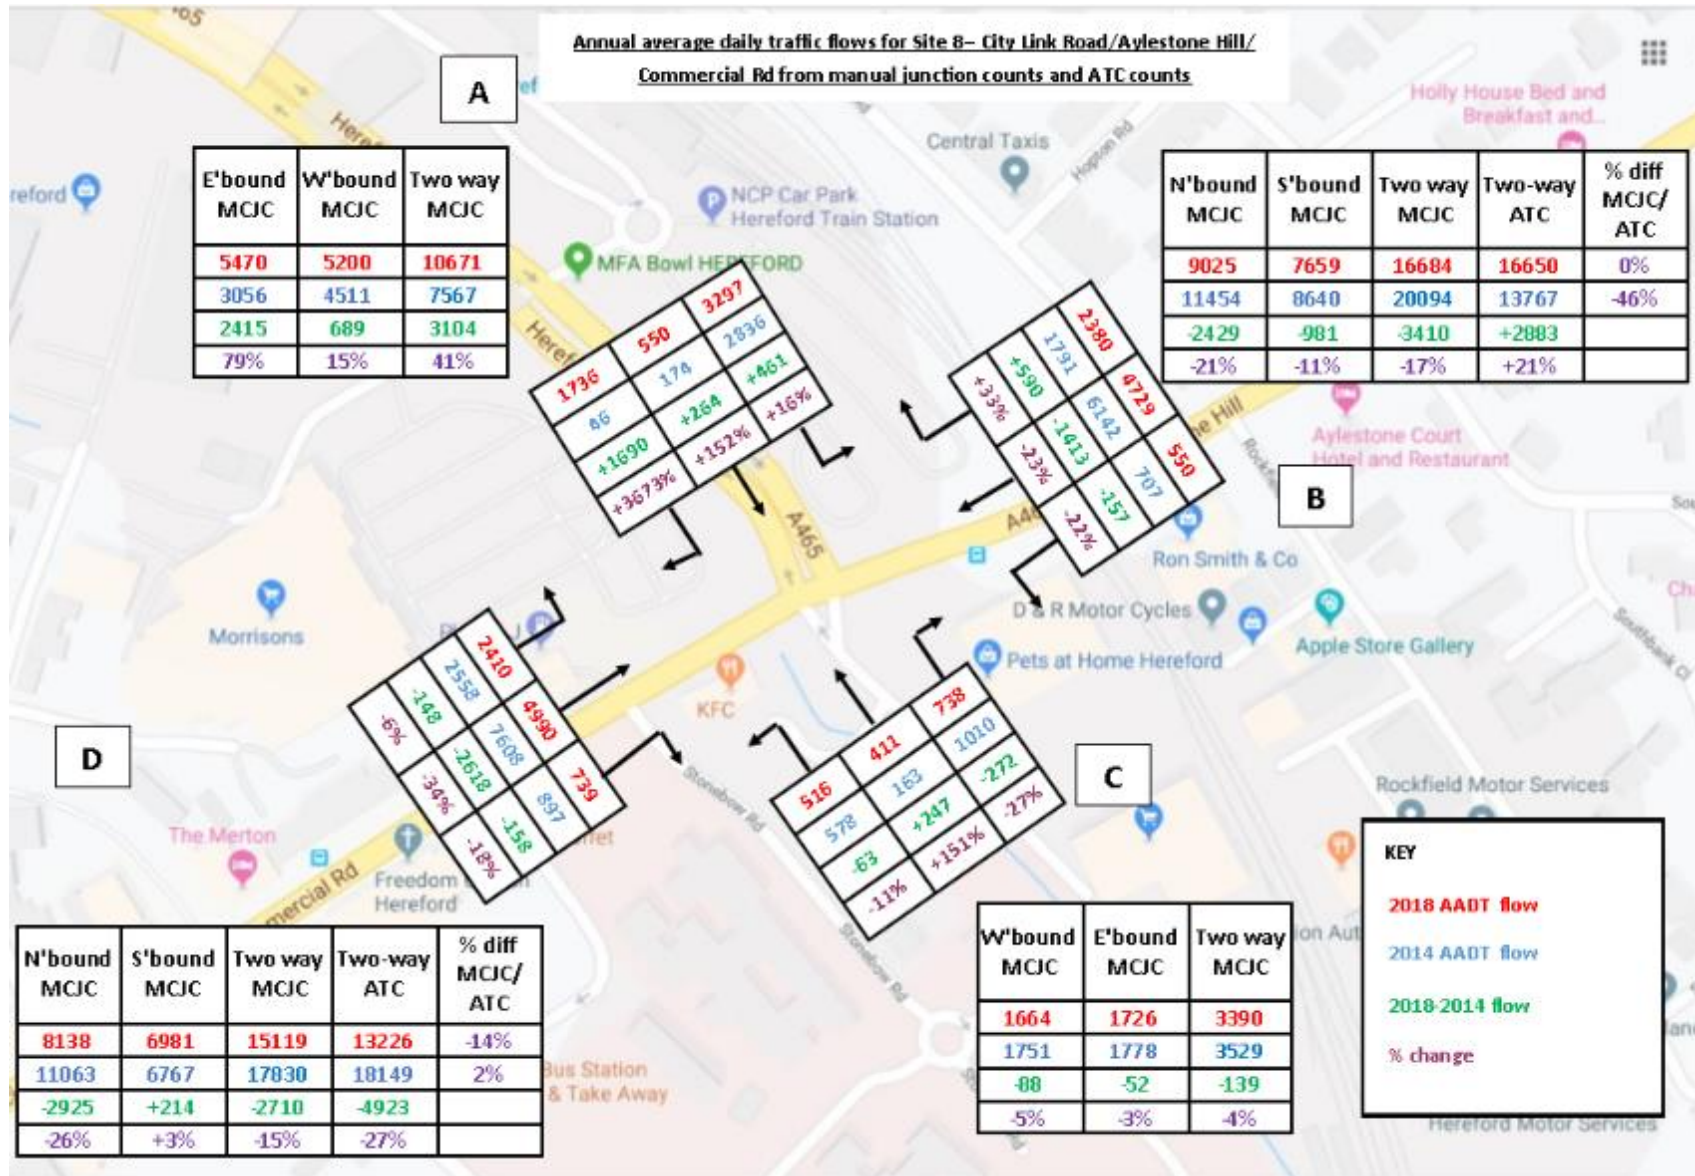 Annual average daily traffic flows for Site 8– City Link Road/Aylestone Hill/
Commercial Rd from manual junction counts and ATC counts
A
E'bound MCJC W'bound MCJC Two way MCJC
5470 5200 10671
3056 4511 7567
2415 689 3104
79% 15% 41%
N'bound MCJC S'bound MCJC Two way MCJC Two-way ATC % diff MCJC/ ATC
9025 7659 16684 16650 0%
11454 8640 20094 13767 -46%
-2429 -981 -3410 +2883
-21% -11% -17% +21%
B
1736 550 3297
46 174 2836
+1690 +264 +461
+3673% +152% +16%
2380 4729 550
1791 6142 707
+590 -1413 -157
+33% -23% -22%
2410 4990 739
2558 7608 897
-148 -2618 -158
-6% -34% -18%
516 411 738
578 163 1010
-63 +247 -272
-11% +151% -27%
D
C
N'bound MCJC S'bound MCJC Two way MCJC Two-way ATC % diff MCJC/ ATC
8138 6981 15119 13226 -14%
11063 6767 17830 18149 2%
-2925 +214 -2710 -4923
-26% +3% -15% -27%
W'bound MCJC E'bound MCJC Two way MCJC
1664 1726 3390
1751 1778 3529
-88 -52 -139
-5% -3% -4%
KEY
2018 AADT flow
2014 AADT flow
2018-2014 flow
% change
Holly House Bed and
Breakfast and...
Central Taxis
Hopton Rd
NCP Car Park
Hereford Train Station
MFA Bowl HEREFORD
Aylestone Court
Hotel and Restaurant
A465
Ron Smith & Co
D & R Motor Cycles
Apple Store Gallery
Pets at Home Hereford
Morrisons
KFC
Stonebow Rd
Stonebow Rd
The Merton
Freedom
Hereford
Rockfield Motor Services
Bus Station
& Take Away
Hereford Motor Services